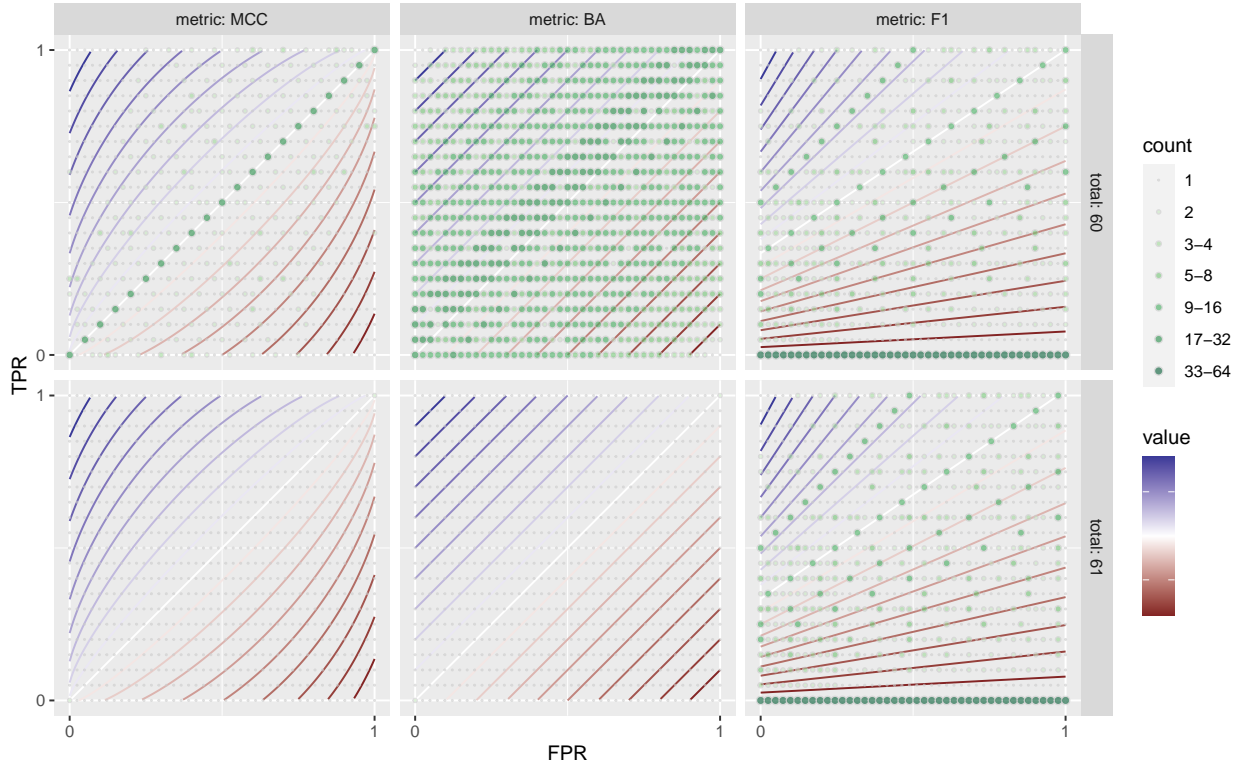 metric: MCC
metric: BA
metric: F1
1
0
total: 60
1
0
total: 61
TPR
0
1
0
1
0
1
FPR
count
1
2
3−4
5−8
9−16
17−32
33−64
value